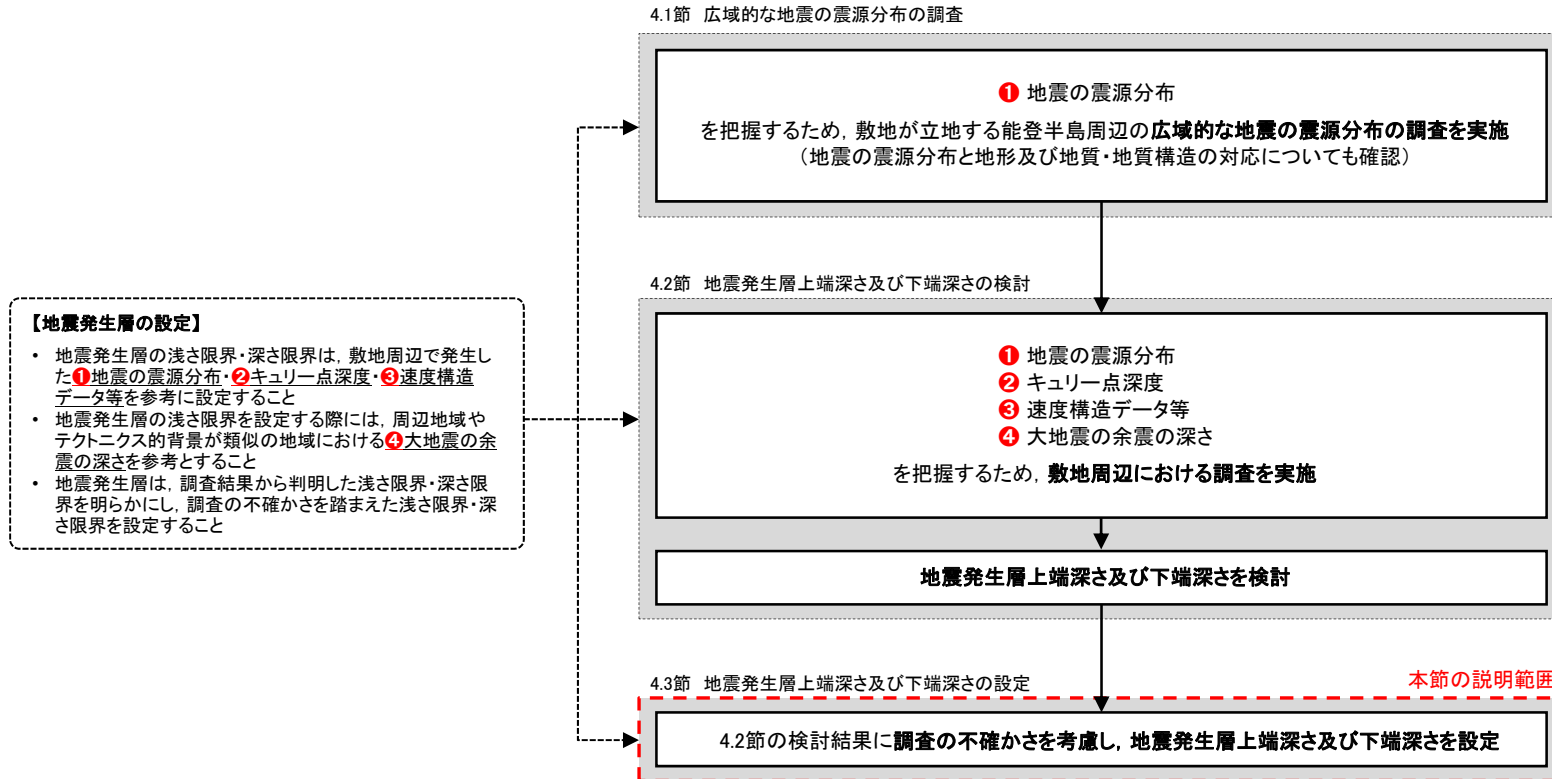 4.1節 広域的な地震の震源分布の調査
❶ 地震の震源分布
を把握するため，敷地が立地する能登半島周辺の広域的な地震の震源分布の調査を実施
（地震の震源分布と地形及び地質・地質構造の対応についても確認）
4.2節 地震発生層上端深さ及び下端深さの検討
【地震発生層の設定】
• 地震発生層の浅さ限界・深さ限界は，敷地周辺で発生し
た❶地震の震源分布・❷キュリー点深度・❸速度構造
データ等を参考に設定すること
• 地震発生層の浅さ限界を設定する際には，周辺地域や
テクトニクス的背景が類似の地域における❹大地震の余
震の深さを参考とすること
• 地震発生層は，調査結果から判明した浅さ限界・深さ限
界を明らかにし，調査の不確かさを踏まえた浅さ限界・深
さ限界を設定すること
❶ 地震の震源分布
❷ キュリー点深度
❸ 速度構造データ等
❹ 大地震の余震の深さ
を把握するため，敷地周辺における調査を実施
地震発生層上端深さ及び下端深さを検討
4.3節 地震発生層上端深さ及び下端深さの設定
本節の説明範囲
4.2節の検討結果に調査の不確かさを考慮し，地震発生層上端深さ及び下端深さを設定